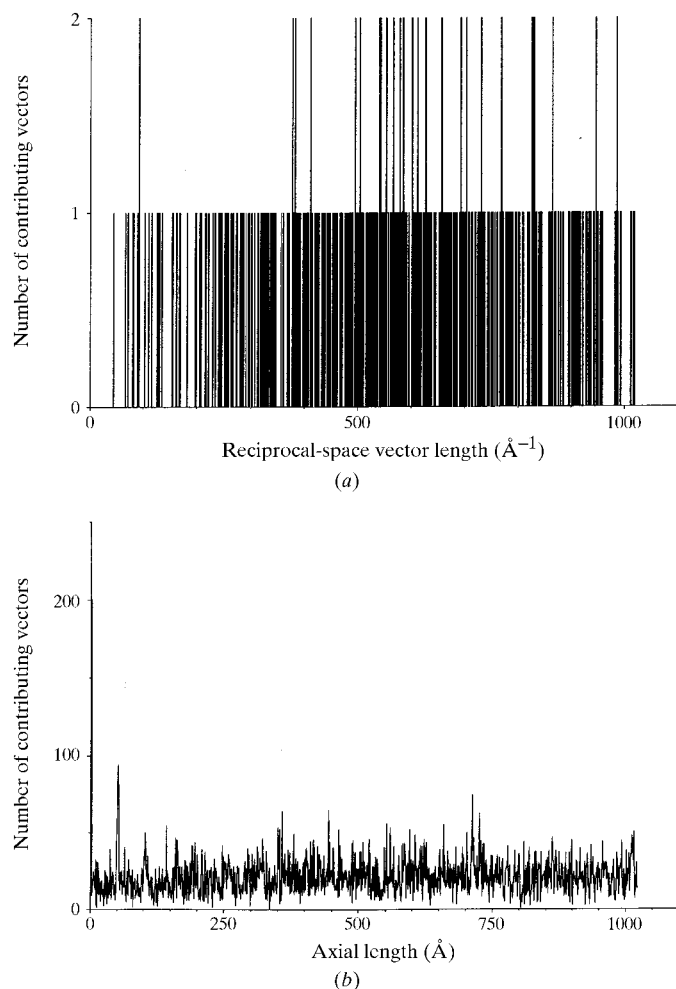 2
Number of contributing vectors
1
0
0 500 1000
Reciprocal-space vector length (Å⁻¹)
(a)
200
Number of contributing vectors
100
0
0 250 500 750 1000
Axial length (Å)
(b)